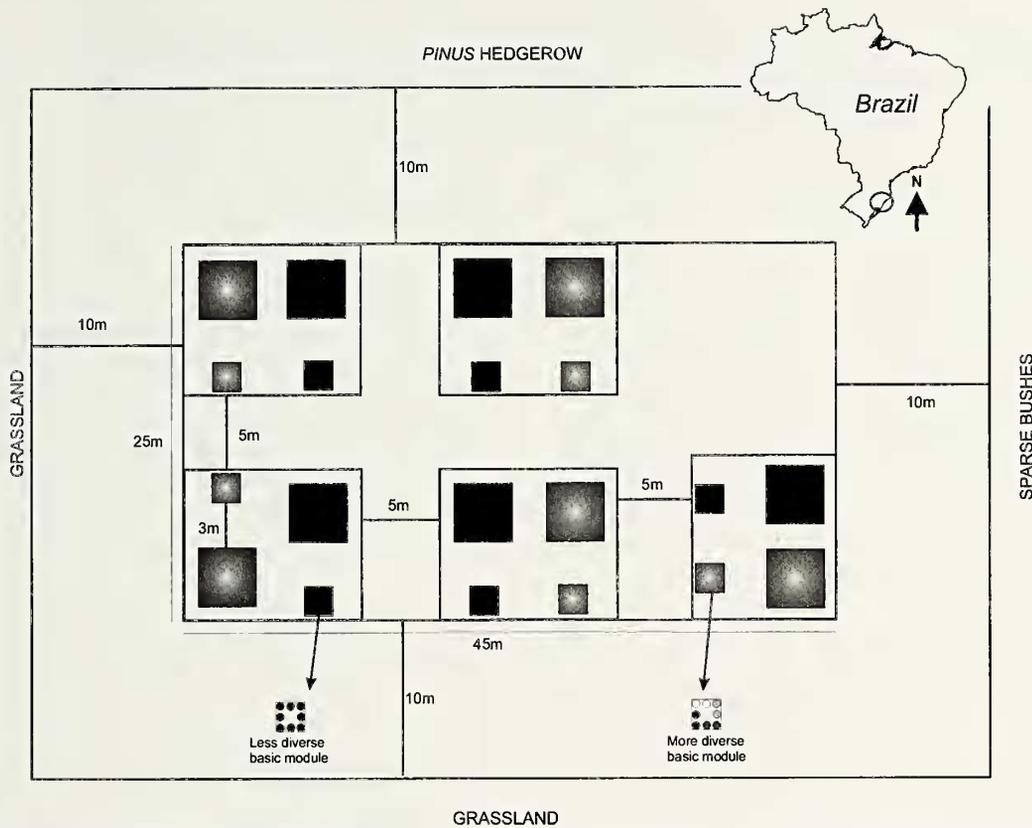 PINUS HEDGEROW
Brazil
N
10m
10m
GRASSLAND
25m
5m
3m
5m
5m
10m
SPARSE BUSHES
45m
10m
Less diverse
basic module
More diverse
basic module
GRASSLAND